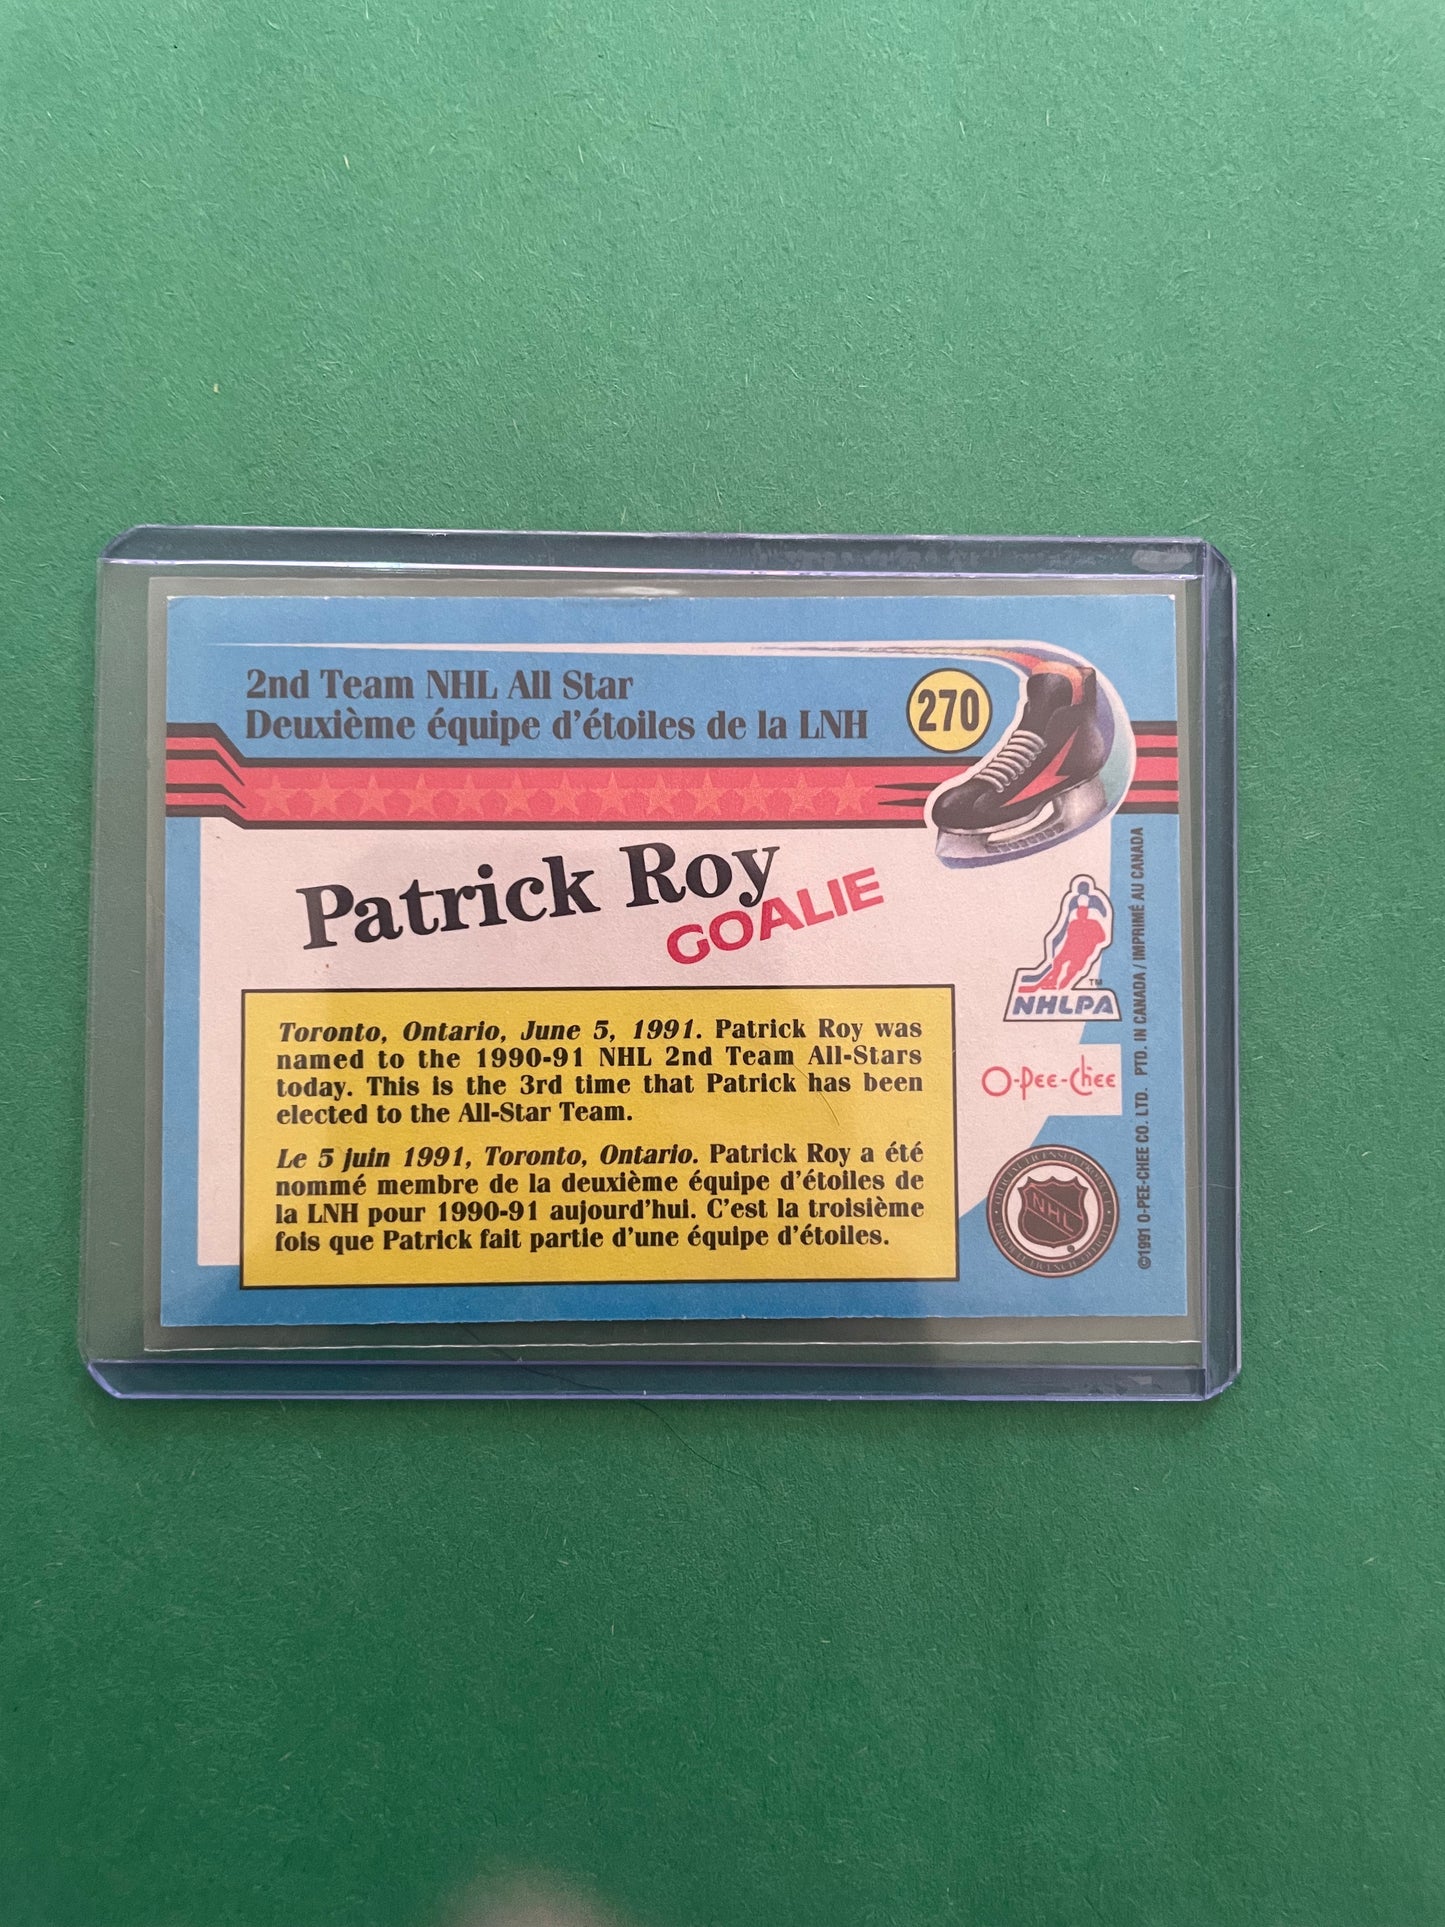 2nd Team NHL All Star
Deuxième équipe d'étoiles de la LNH
270
Patrick Roy
GOALIE
Toronto, Ontario, June 5, 1991. Patrick Roy was
named to the 1990-91 NHL 2nd Team All-Stars
today. This is the 3rd time that Patrick has been
elected to the All-Star Team.
Le 5 juin 1991, Toronto, Ontario. Patrick Roy a été
nommé membre de la deuxième équipe d'étoiles de
la LNH pour 1990-91 aujourd'hui. C'est la troisième
fois que Patrick fait partie d'une équipe d'étoiles.
TM
NHLPA
O-Pee-Chee
NHL
©1991 O-PEE-CHEE CO. LTD. PTD. IN CANADA / IMPRIMÉ AU CANADA